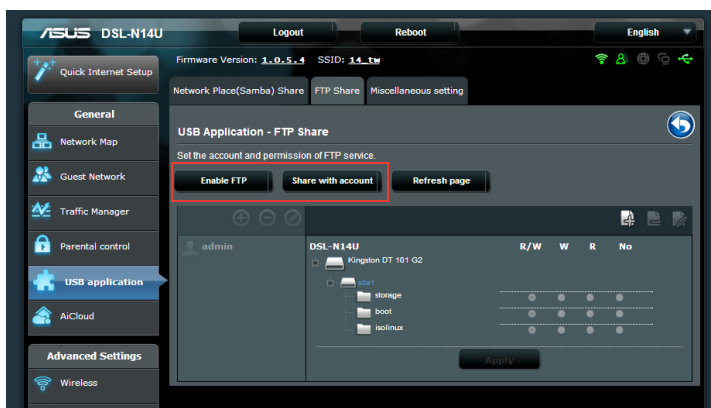 ASUS DSL-N14U Logout Reboot English
Quick Internet Setup
Firmware Version: 1.0.5.4 SSID: 14_tw
Network Place(Samba) Share FTP Share Miscellaneous setting
General
Network Map
Guest Network
Traffic Manager
Parental control
USB application
AiCloud
Advanced Settings
Wireless
USB Application - FTP Share
Set the account and permission of FTP service.
Enable FTP Share with account Refresh page
admin
DSL-N14U R/W W R No
Kingston DT 101 G2
sda1
storage
boot
isolinux
Apply